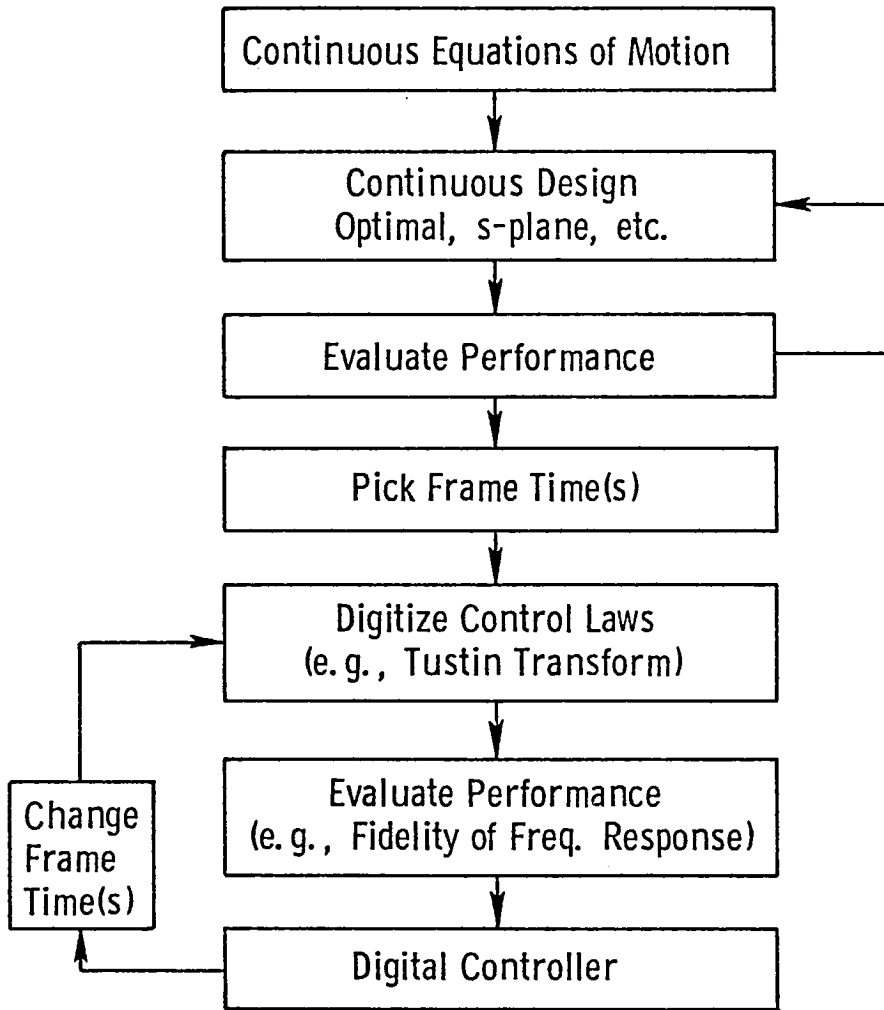 Continuous Equations of Motion
Continuous Design
Optimal, s-plane, etc.
Evaluate Performance
Pick Frame Time(s)
Digitize Control Laws
(e.g., Tustin Transform)
Evaluate Performance
(e.g., Fidelity of Freq. Response)
Change
Frame
Time(s)
Digital Controller